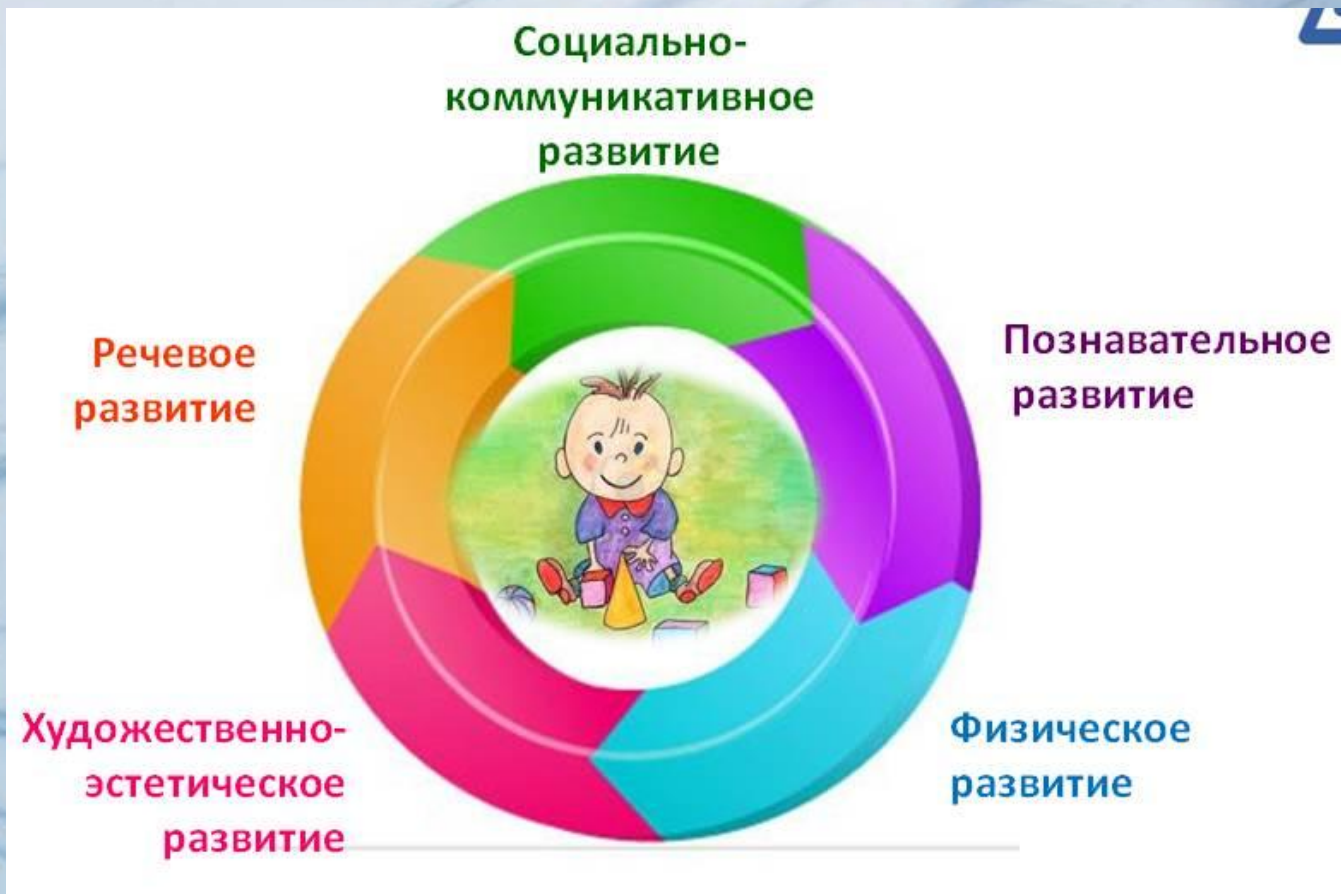 Социально-
коммуникативное
развитие
Речевое
развитие
Познавательное
развитие
Художественно-
эстетическое
развитие
Физическое
развитие